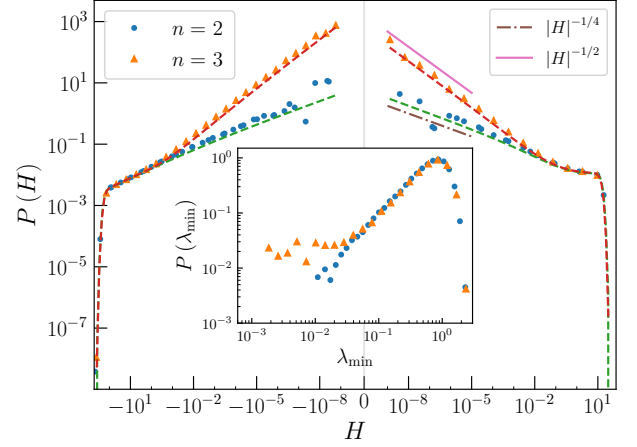 n = 2
n = 3
|H|^{-1/4}
|H|^{-1/2}
P(H)
10^3
10^1
10^{-1}
10^{-3}
10^{-5}
10^{-7}
P(λ_min)
10^0
10^{-1}
10^{-2}
10^{-3}
10^{-3} 10^{-2} 10^{-1} 10^0
λ_min
-10^1 -10^{-2} -10^{-5} -10^{-8} 0 10^{-8} 10^{-5} 10^{-2} 10^1
H